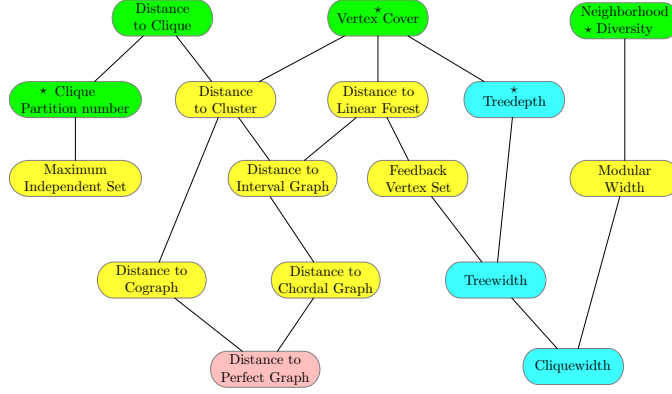 Distance
to Clique
⋆
Vertex Cover
Neighborhood
⋆ Diversity
⋆ Clique
Partition number
Distance
to Cluster
Distance to
Linear Forest
⋆
Treedepth
Maximum
Independent Set
Distance to
Interval Graph
Feedback
Vertex Set
Modular
Width
Distance to
Cograph
Distance to
Chordal Graph
Treewidth
Distance to
Perfect Graph
Cliquewidth